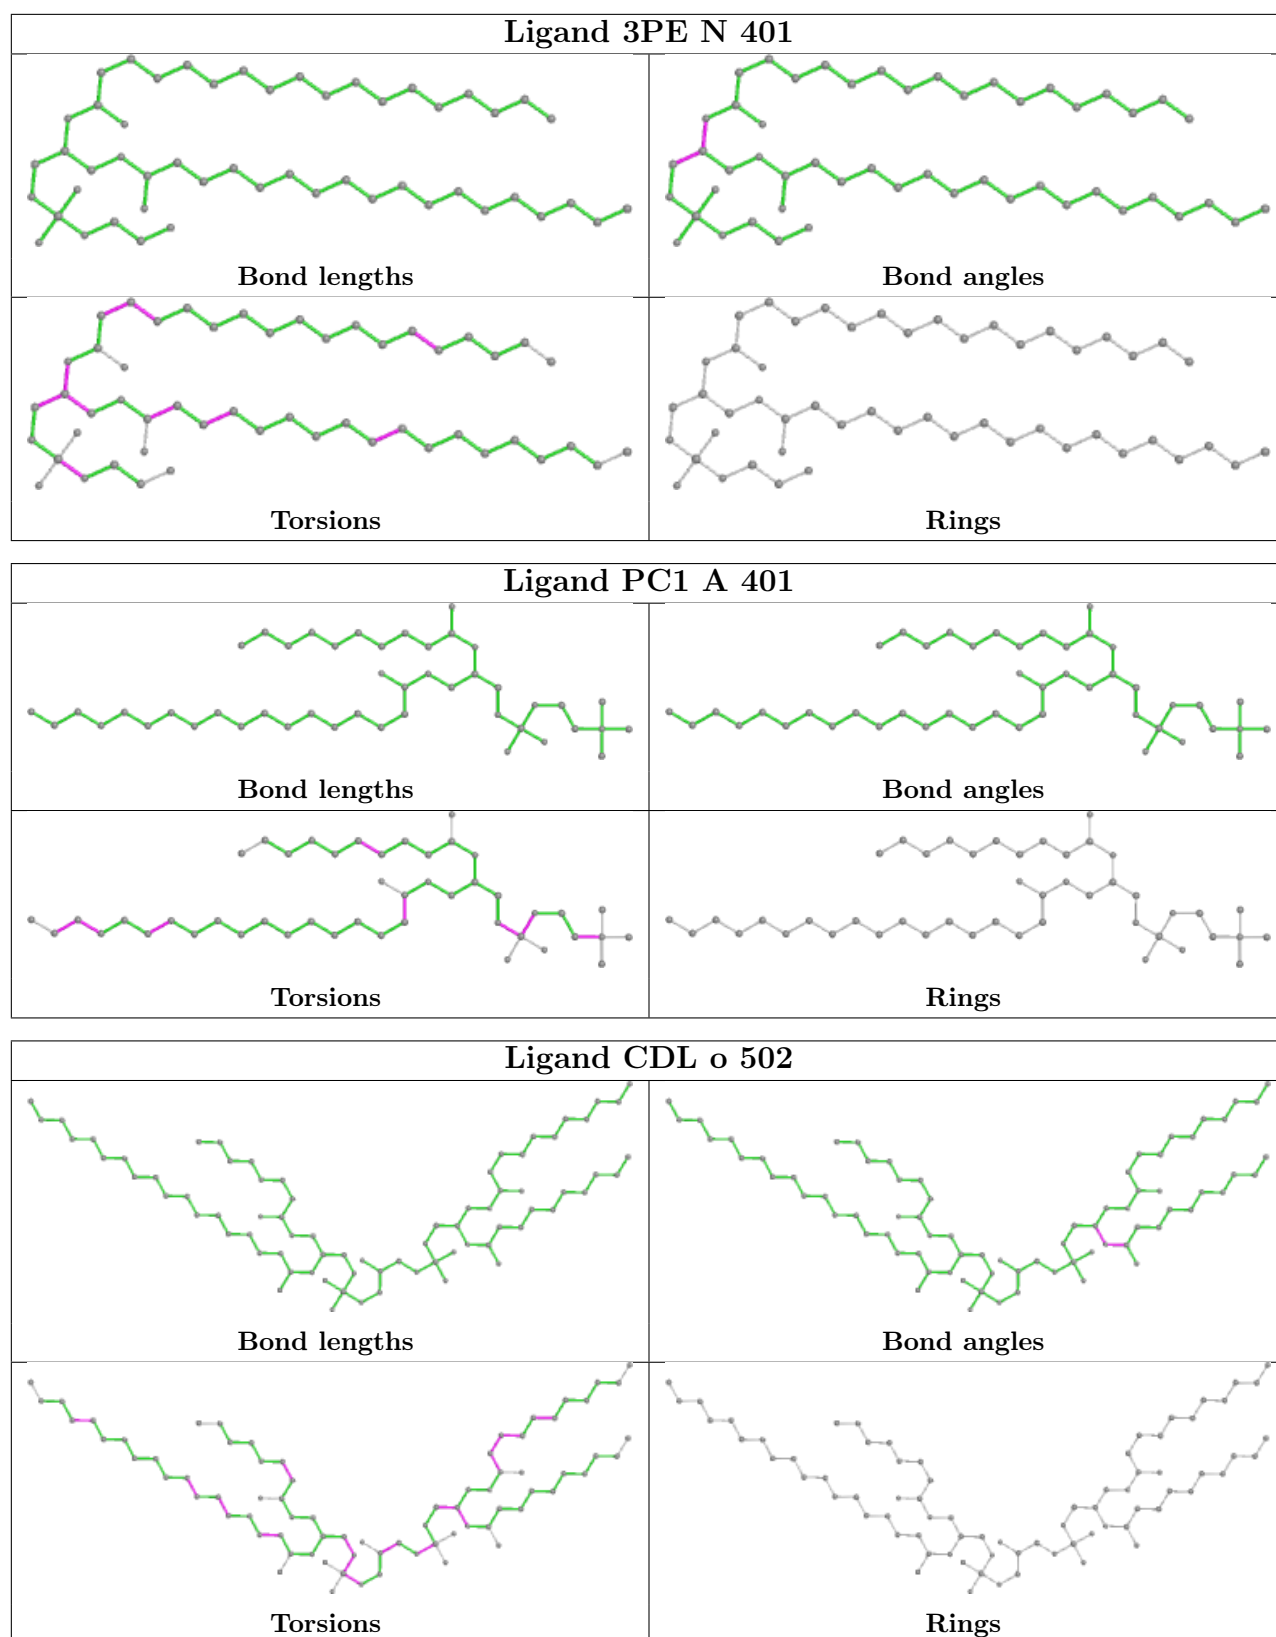 Ligand 3PE N 401
Bond lengths
Bond angles
Torsions
Rings
Ligand PC1 A 401
Bond lengths
Bond angles
Torsions
Rings
Ligand CDL o 502
Bond lengths
Bond angles
Torsions
Rings